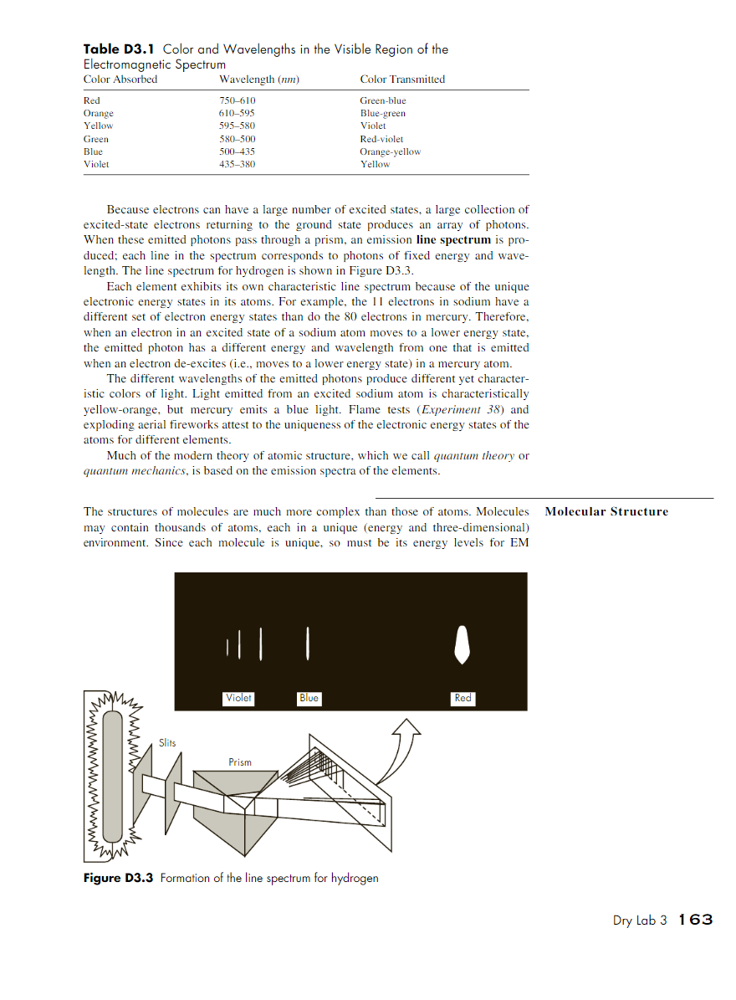 Table D3.1 Color and Wavelengths in the Visible Region of the
Electromagnetic Spectrum
Color Absorbed Wavelength (nm) Color Transmitted
Red 750–610 Green-blue
Orange 610–595 Blue-green
Yellow 595–580 Violet
Green 580–500 Red-violet
Blue 500–435 Orange-yellow
Violet 435–380 Yellow
Because electrons can have a large number of excited states, a large collection of
excited-state electrons returning to the ground state produces an array of photons.
When these emitted photons pass through a prism, an emission line spectrum is pro-
duced; each line in the spectrum corresponds to photons of fixed energy and wave-
length. The line spectrum for hydrogen is shown in Figure D3.3.
Each element exhibits its own characteristic line spectrum because of the unique
electronic energy states in its atoms. For example, the 11 electrons in sodium have a
different set of electron energy states than do the 80 electrons in mercury. Therefore,
when an electron in an excited state of a sodium atom moves to a lower energy state,
the emitted photon has a different energy and wavelength from one that is emitted
when an electron de-excites (i.e., moves to a lower energy state) in a mercury atom.
The different wavelengths of the emitted photons produce different yet character-
istic colors of light. Light emitted from an excited sodium atom is characteristically
yellow-orange, but mercury emits a blue light. Flame tests (Experiment 38) and
exploding aerial fireworks attest to the uniqueness of the electronic energy states of the
atoms for different elements.
Much of the modern theory of atomic structure, which we call quantum theory or
quantum mechanics, is based on the emission spectra of the elements.
Molecular Structure
The structures of molecules are much more complex than those of atoms. Molecules
may contain thousands of atoms, each in a unique (energy and three-dimensional)
environment. Since each molecule is unique, so must be its energy levels for EM
Violet Blue Red
Slits
Prism
Figure D3.3 Formation of the line spectrum for hydrogen
Dry Lab 3 163